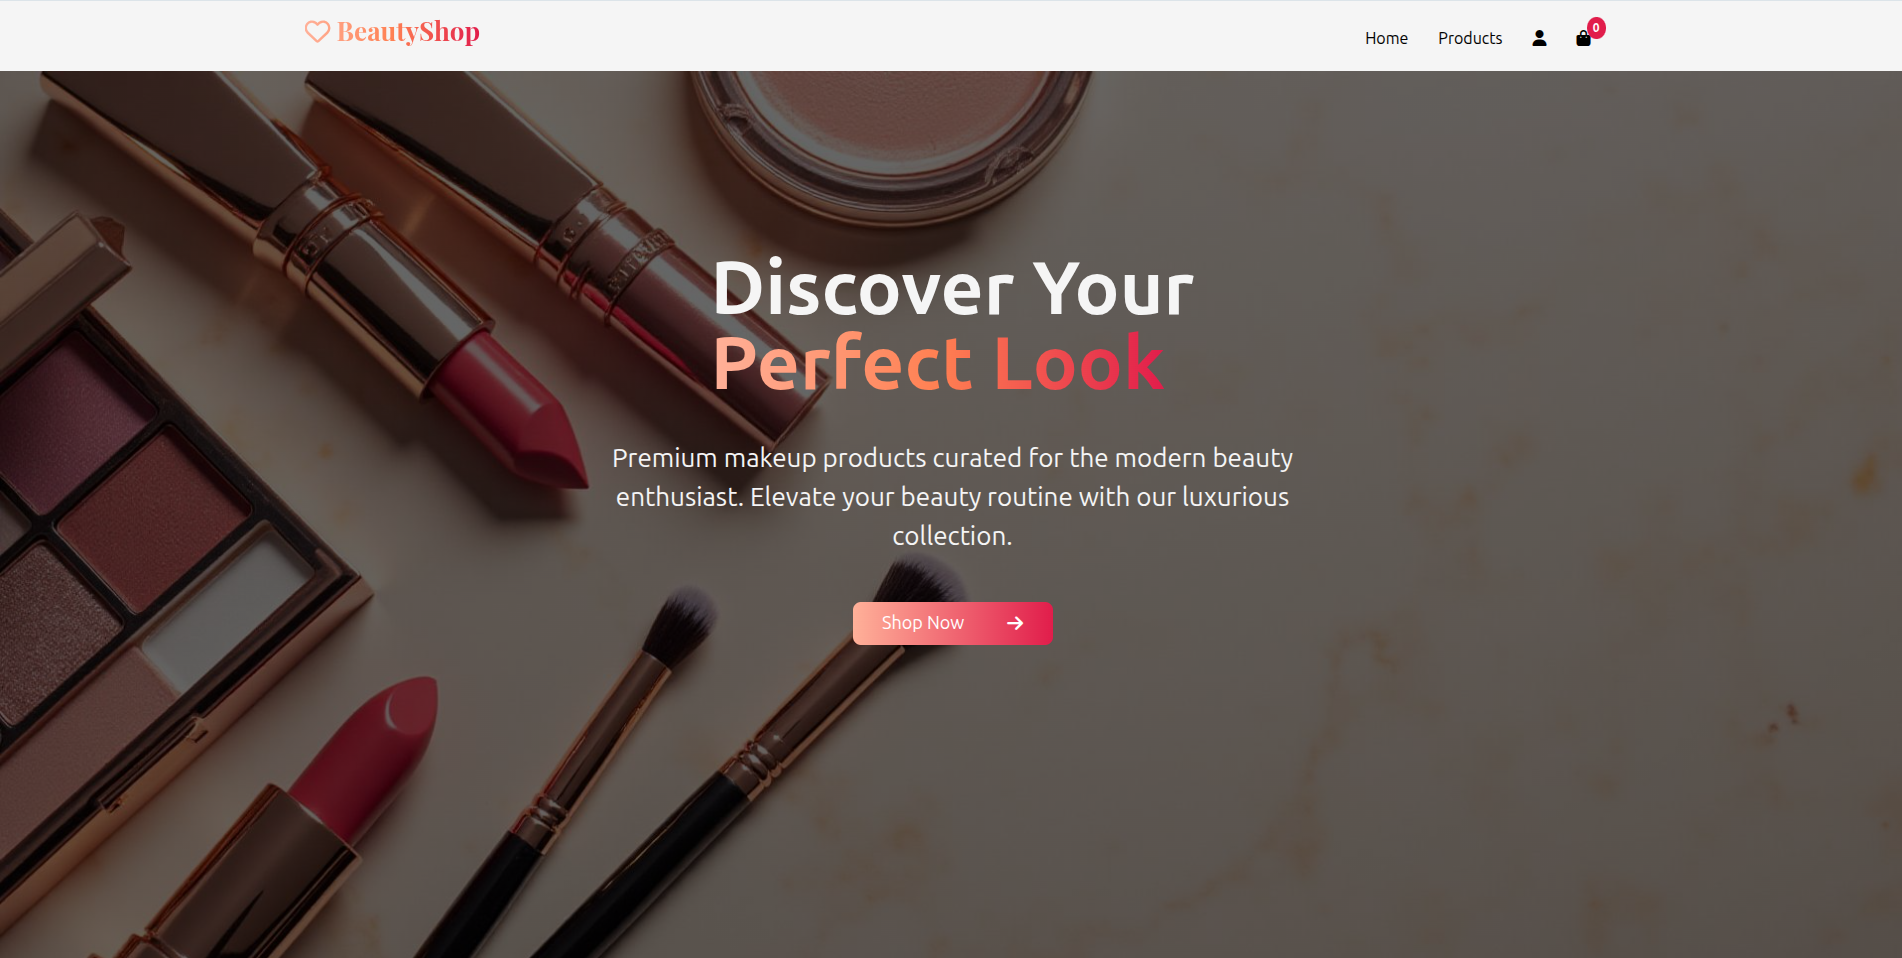 BeautyShop
Home
Products
0
Discover Your
Perfect Look
Premium makeup products curated for the modern beauty
enthusiast. Elevate your beauty routine with our luxurious
collection.
Shop Now